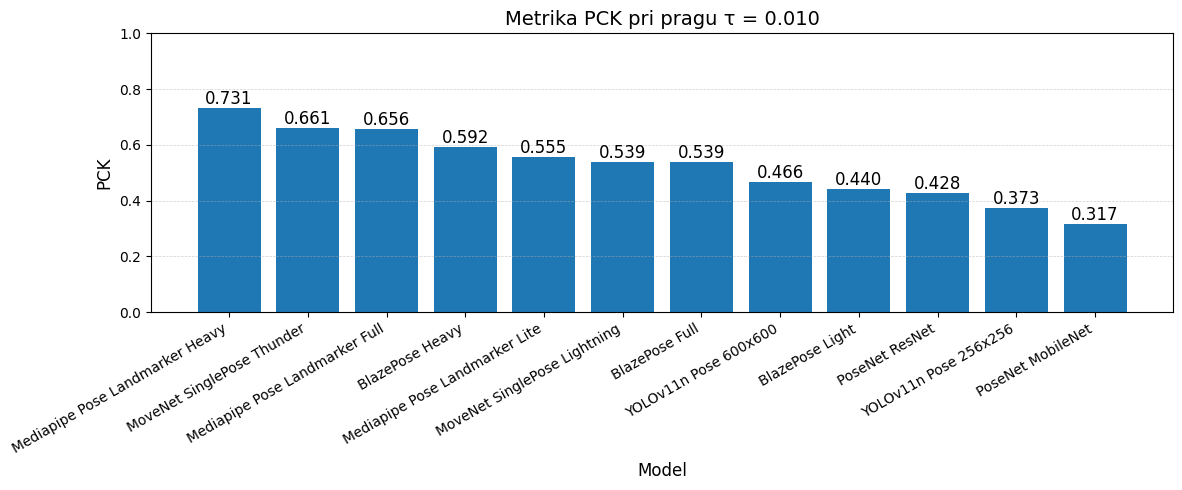 Metrika PCK pri pragu τ = 0.010
PCK
1.0
0.8
0.6
0.4
0.2
0.0
0.731
0.661
0.656
0.592
0.555
0.539
0.539
0.466
0.440
0.428
0.373
0.317
Mediapipe Pose Landmarker Heavy
MoveNet SinglePose Thunder
Mediapipe Pose Landmarker Full
BlazePose Heavy
Mediapipe Pose Landmarker Lite
MoveNet SinglePose Lightning
BlazePose Full
YOLOv11n Pose 600x600
BlazePose Light
PoseNet ResNet
YOLOv11n Pose 256x256
PoseNet MobileNet
Model